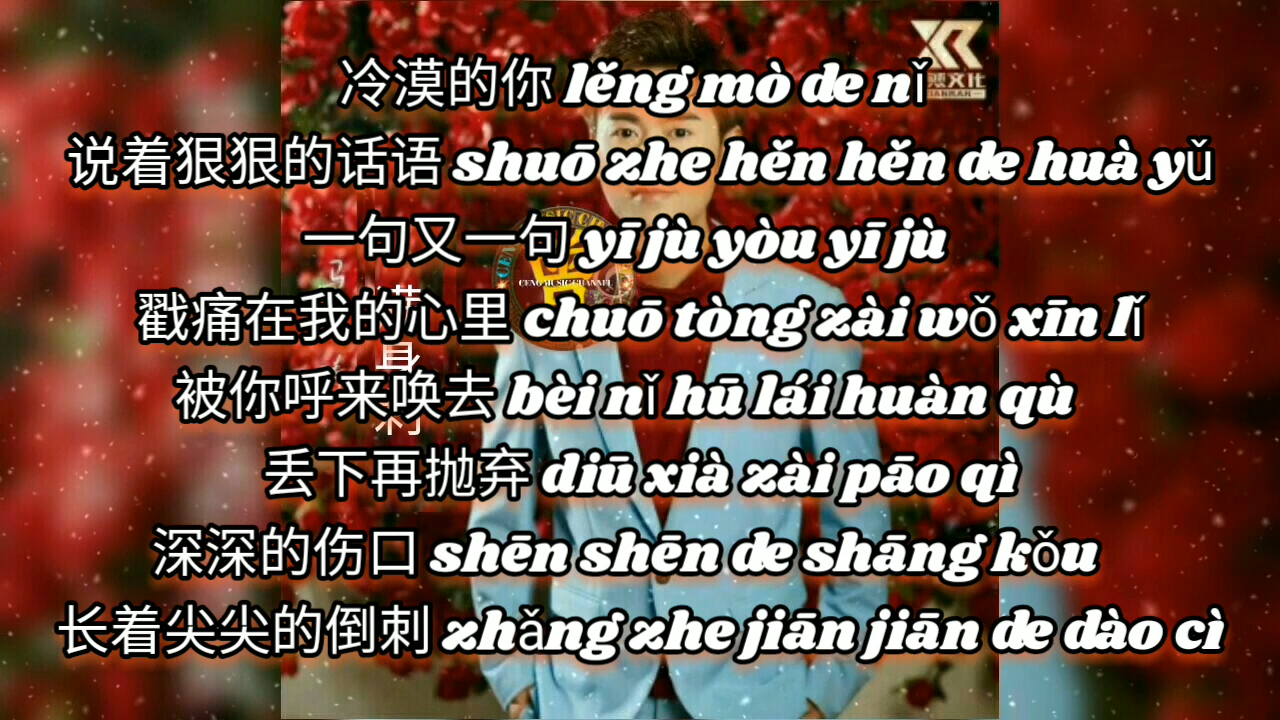 冷漠的你 lěng mò de nǐ
说着狠狠的话语 shuō zhe hěn hěn de huà yǔ
一句又一句 yī jù yòu yī jù
戳痛在我的心里 chuō tòng zài wǒ de xīn lǐ
被你呼来唤去 bèi nǐ hū lái huàn qù
丢下再抛弃 diū xià zài pāo qì
深深的伤口 shēn shēn de shāng kǒu
长着尖尖的倒刺 zhǎng zhe jiān jiān de dào cì
CENG MUSIC CHANNEL